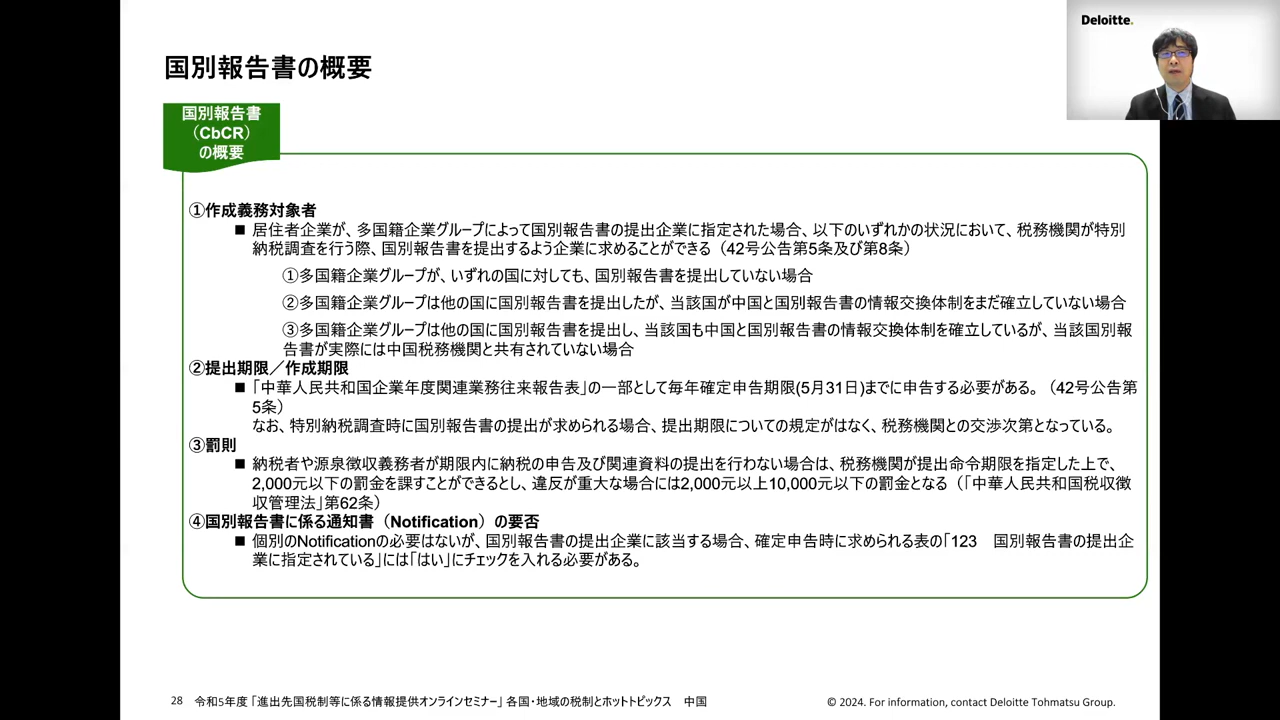 Deloitte.
国別報告書の概要
国別報告書
（CbCR）
の概要
①作成義務対象者
■ 居住者企業が、多国籍企業グループによって国別報告書の提出企業に指定された場合、以下のいずれかの状況において、税務機関が特別
納税調査を行う際、国別報告書を提出するよう企業に求めることができる（42号公告第5条及び第8条）
①多国籍企業グループが、いずれの国に対しても、国別報告書を提出していない場合
②多国籍企業グループは他の国に国別報告書を提出したが、当該国が中国と国別報告書の情報交換体制をまだ確立していない場合
③多国籍企業グループは他の国に国別報告書を提出し、当該国も中国と国別報告書の情報交換体制を確立しているが、当該国別報
告書が実際には中国税務機関と共有されていない場合
②提出期限／作成期限
■ 「中華人民共和国企業年度関連業務往来報告表」の一部として毎年確定申告期限(5月31日)までに申告する必要がある。（42号公告第
5条）
なお、特別納税調査時に国別報告書の提出が求められる場合、提出期限についての規定がはなく、税務機関との交渉次第となっている。
③罰則
■ 納税者や源泉徴収義務者が期限内に納税の申告及び関連資料の提出を行わない場合は、税務機関が提出命令期限を指定した上で、
2,000元以下の罰金を課すことができるとし、違反が重大な場合には2,000元以上10,000元以下の罰金となる（「中華人民共和国税収徴
収管理法」第62条）
④国別報告書に係る通知書（Notification）の要否
■ 個別のNotificationの必要はないが、国別報告書の提出企業に該当する場合、確定申告時に求められる表の「123　国別報告書の提出企
業に指定されている」には「はい」にチェックを入れる必要がある。
28 令和5年度「進出先国税制等に係る情報提供オンラインセミナー」各国・地域の税制とホットトピックス　中国
© 2024. For information, contact Deloitte Tohmatsu Group.